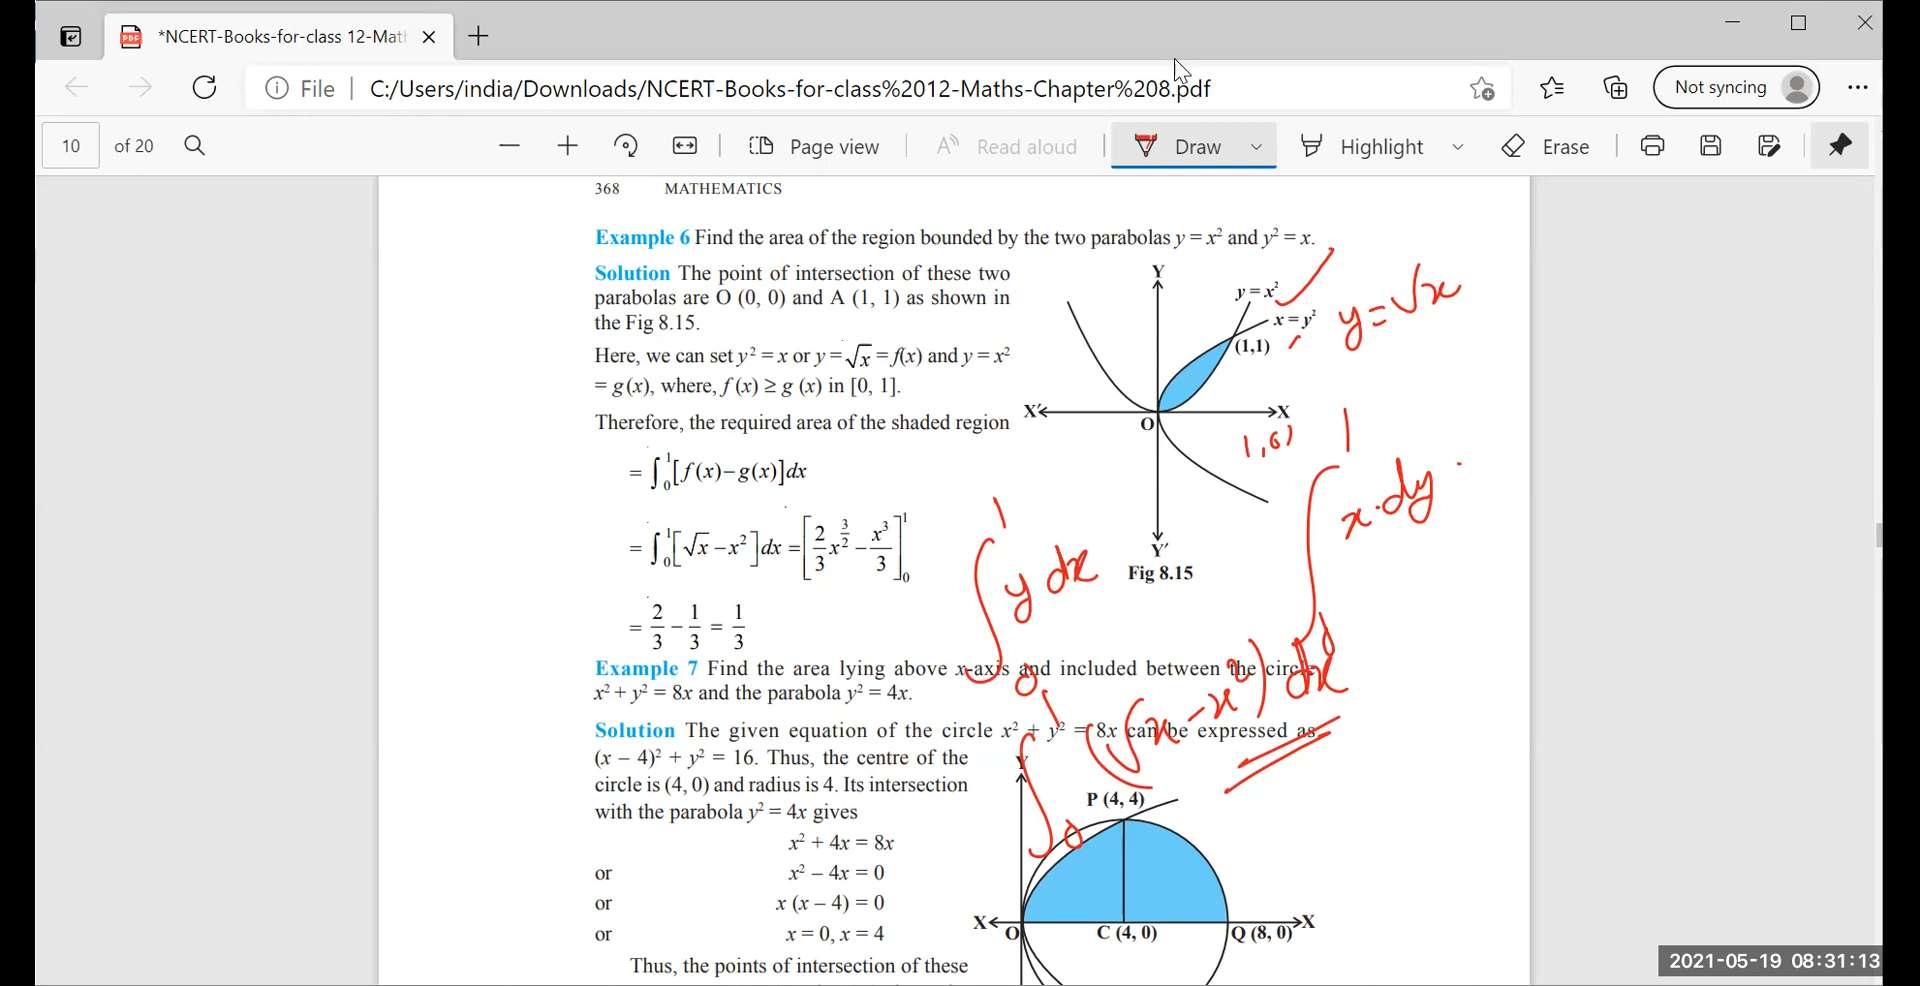 *NCERT-Books-for-class 12-Mat
File | C:/Users/india/Downloads/NCERT-Books-for-class%2012-Maths-Chapter%208.pdf
Not syncing
10 of 20
Page view
Read aloud
Draw
Highlight
Erase
368 MATHEMATICS
Example 6 Find the area of the region bounded by the two parabolas y = x² and y² = x.
Solution The point of intersection of these two
parabolas are O (0, 0) and A (1, 1) as shown in
the Fig 8.15.
Here, we can set y² = x or y = √x = f(x) and y = x²
= g(x), where, f (x) ≥ g (x) in [0, 1].
Therefore, the required area of the shaded region
= ∫₀¹ [f(x) – g(x)] dx
= ∫₀¹ [√x – x²] dx = [2/3 x^(3/2) – x³/3]₀¹
= 2/3 – 1/3 = 1/3
Y
y = x²
x = y²
(1,1)
X′
X
O
Y′
Fig 8.15
y = √x
1, 0)
∫₀¹ x·dy
∫₀¹ y dx
∫₀¹ (√x – x²) dx
Example 7 Find the area lying above x-axis and included between the circle
x² + y² = 8x and the parabola y² = 4x.
Solution The given equation of the circle x² + y² = 8x can be expressed as
(x – 4)² + y² = 16. Thus, the centre of the
circle is (4, 0) and radius is 4. Its intersection
with the parabola y² = 4x gives
x² + 4x = 8x
or x² – 4x = 0
or x (x – 4) = 0
or x = 0, x = 4
Thus, the points of intersection of these
Y
P (4, 4)
X
O
C (4, 0)
Q (8, 0)
X
2021-05-19 08:31:13